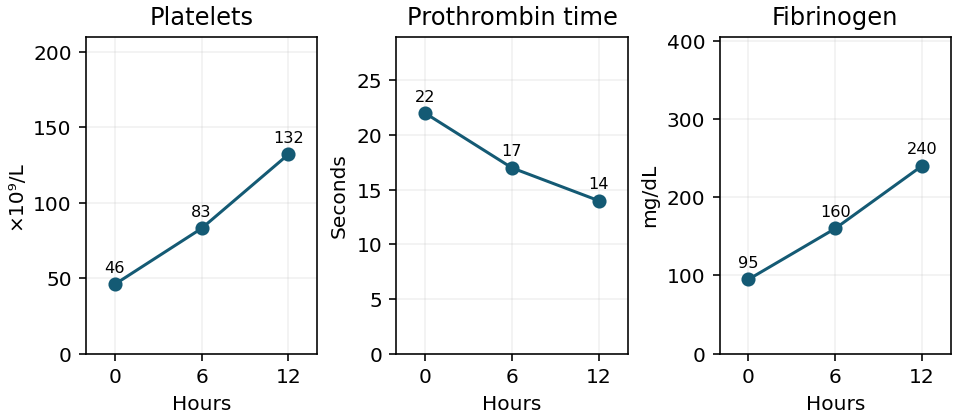 Platelets
200
150
100
50
0
×10⁹/L
46
83
132
0 6 12
Hours
Prothrombin time
25
20
15
10
5
0
Seconds
22
17
14
0 6 12
Hours
Fibrinogen
400
300
200
100
0
mg/dL
95
160
240
0 6 12
Hours